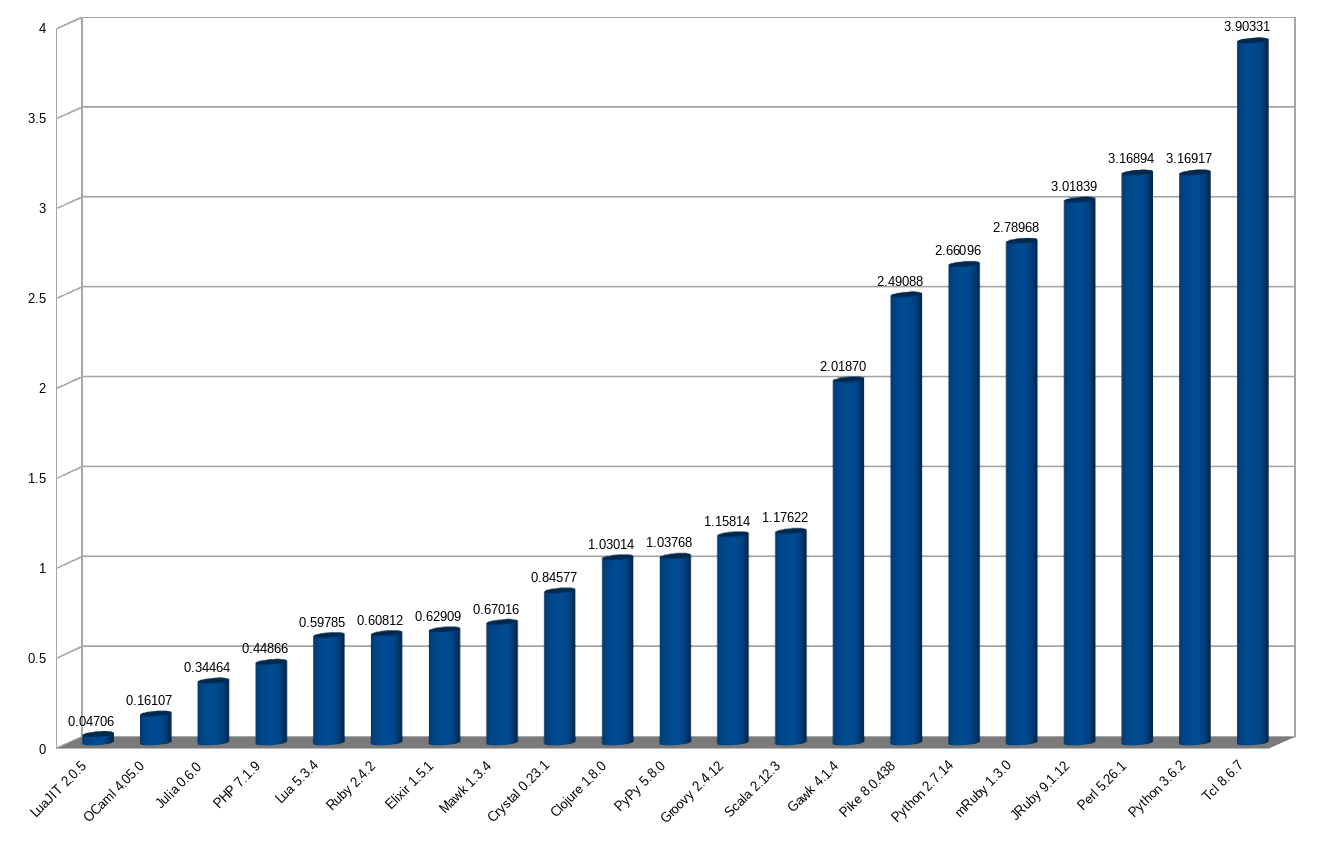 4
3.5
3
2.5
2
1.5
1
0.5
0
0.04706
0.16107
0.34464
0.44866
0.59785
0.60812
0.62909
0.67016
0.84577
1.03014
1.03768
1.15814
1.17622
2.01870
2.49088
2.66096
2.78968
3.01839
3.16894
3.16917
3.90331
LuaJIT 2.0.5
OCaml 4.05.0
Julia 0.6.0
PHP 7.1.9
Lua 5.3.4
Ruby 2.4.2
Elixir 1.5.1
Mawk 1.3.4
Crystal 0.23.1
Clojure 1.8.0
PyPy 5.8.0
Groovy 2.4.12
Scala 2.12.3
Gawk 4.1.4
Pike 8.0.438
Python 2.7.14
mRuby 1.3.0
JRuby 9.1.12
Perl 5.26.1
Python 3.6.2
Tcl 8.6.7